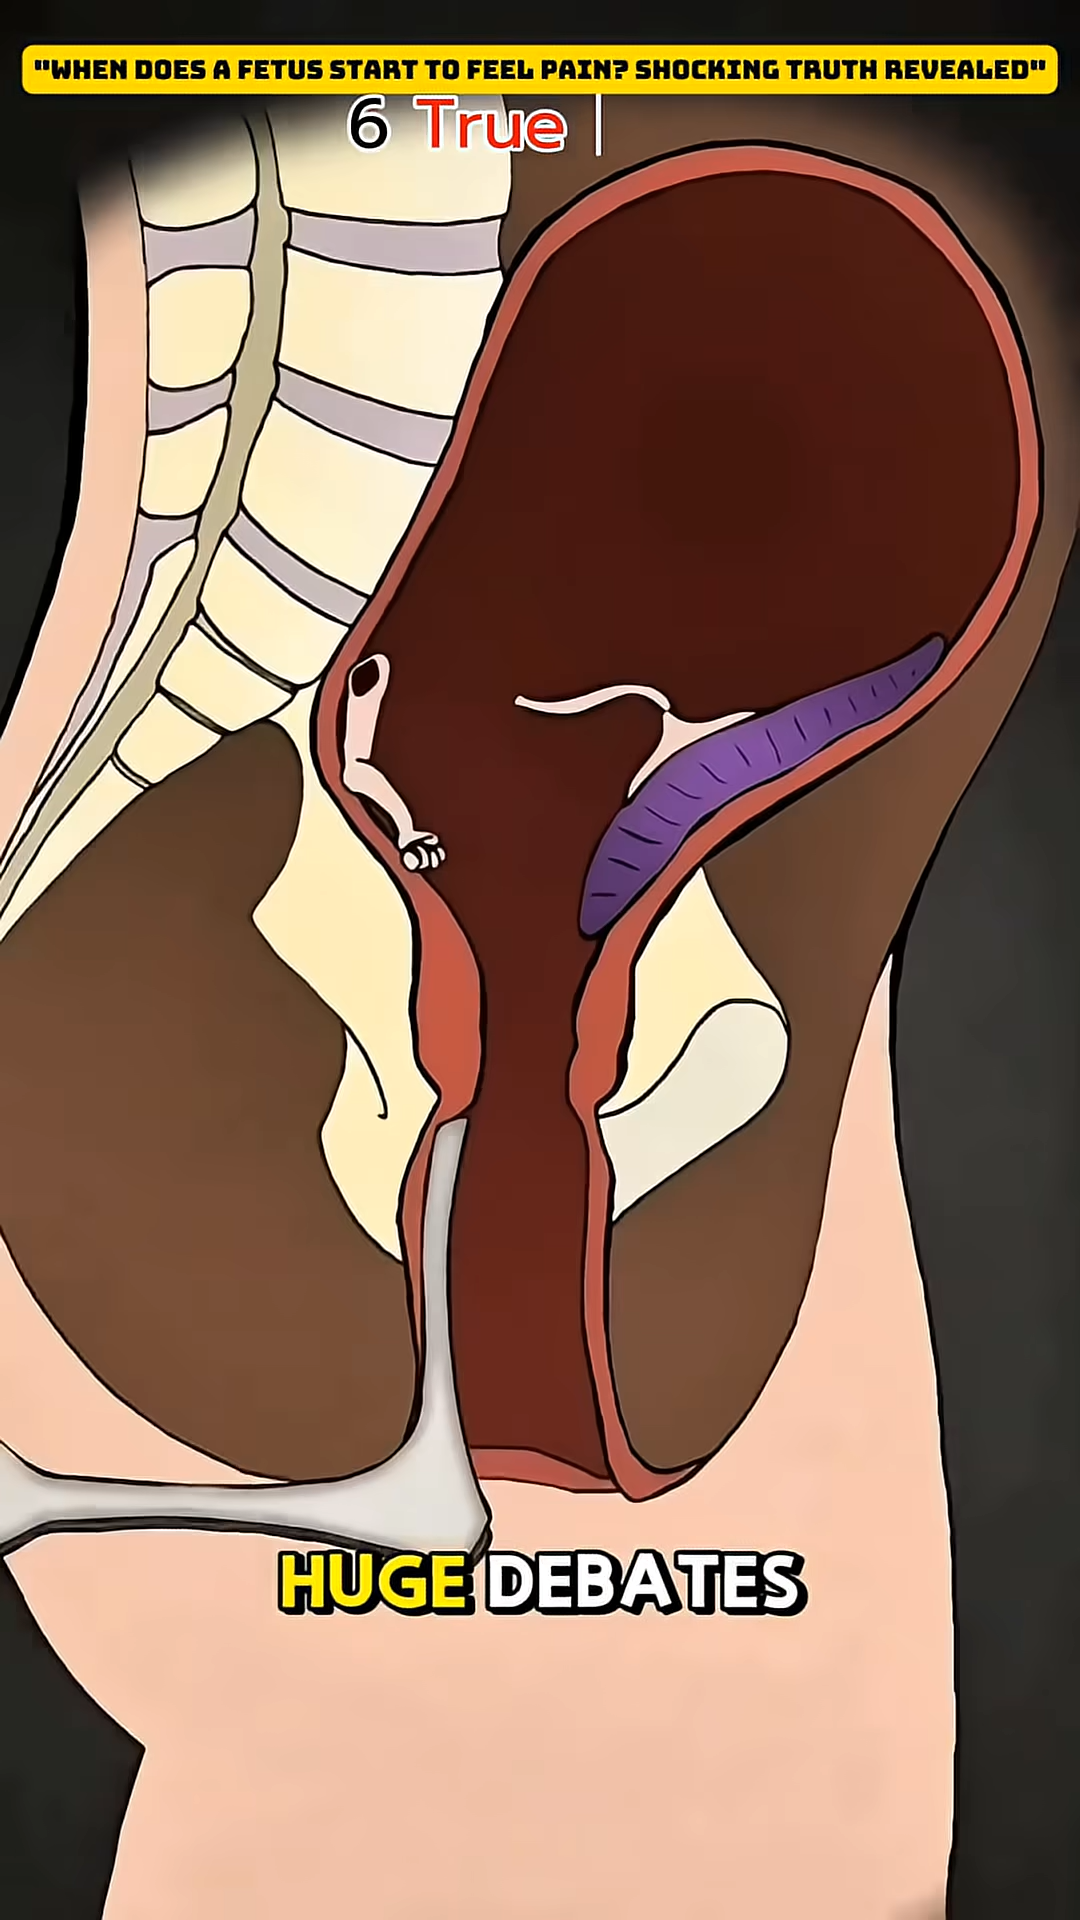 "WHEN DOES A FETUS START TO FEEL PAIN? SHOCKING TRUTH REVEALED"
6 True
HUGE DEBATES